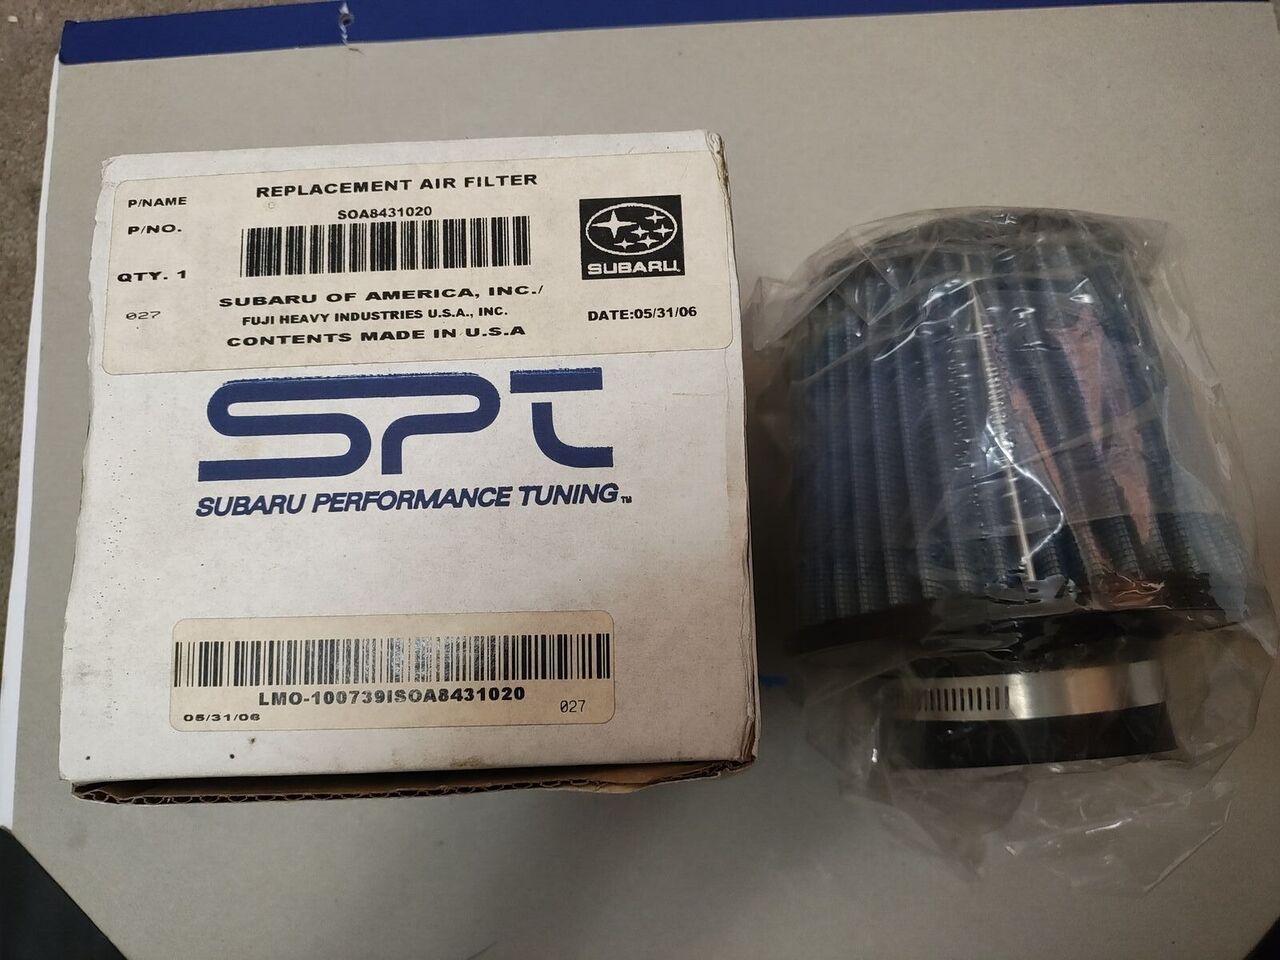 P/NAME
REPLACEMENT AIR FILTER
P/NO.
SOA8431020
SUBARU
QTY. 1
SUBARU OF AMERICA, INC./
027
FUJI HEAVY INDUSTRIES U.S.A., INC.
DATE:05/31/06
CONTENTS MADE IN U.S.A
SPT
SUBARU PERFORMANCE TUNING™
LMO-100739ISOA8431020
05/31/06
027